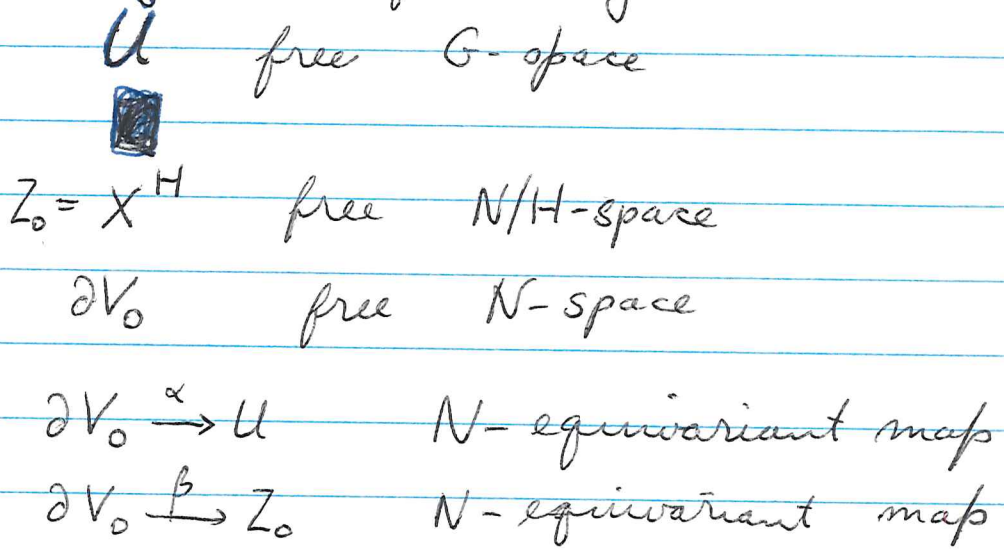 U free G-space
Z₀ = X^H free N/H-space
∂V₀ free N-space
∂V₀ —α→ U N-equivariant map
∂V₀ —β→ Z₀ N-equivariant map